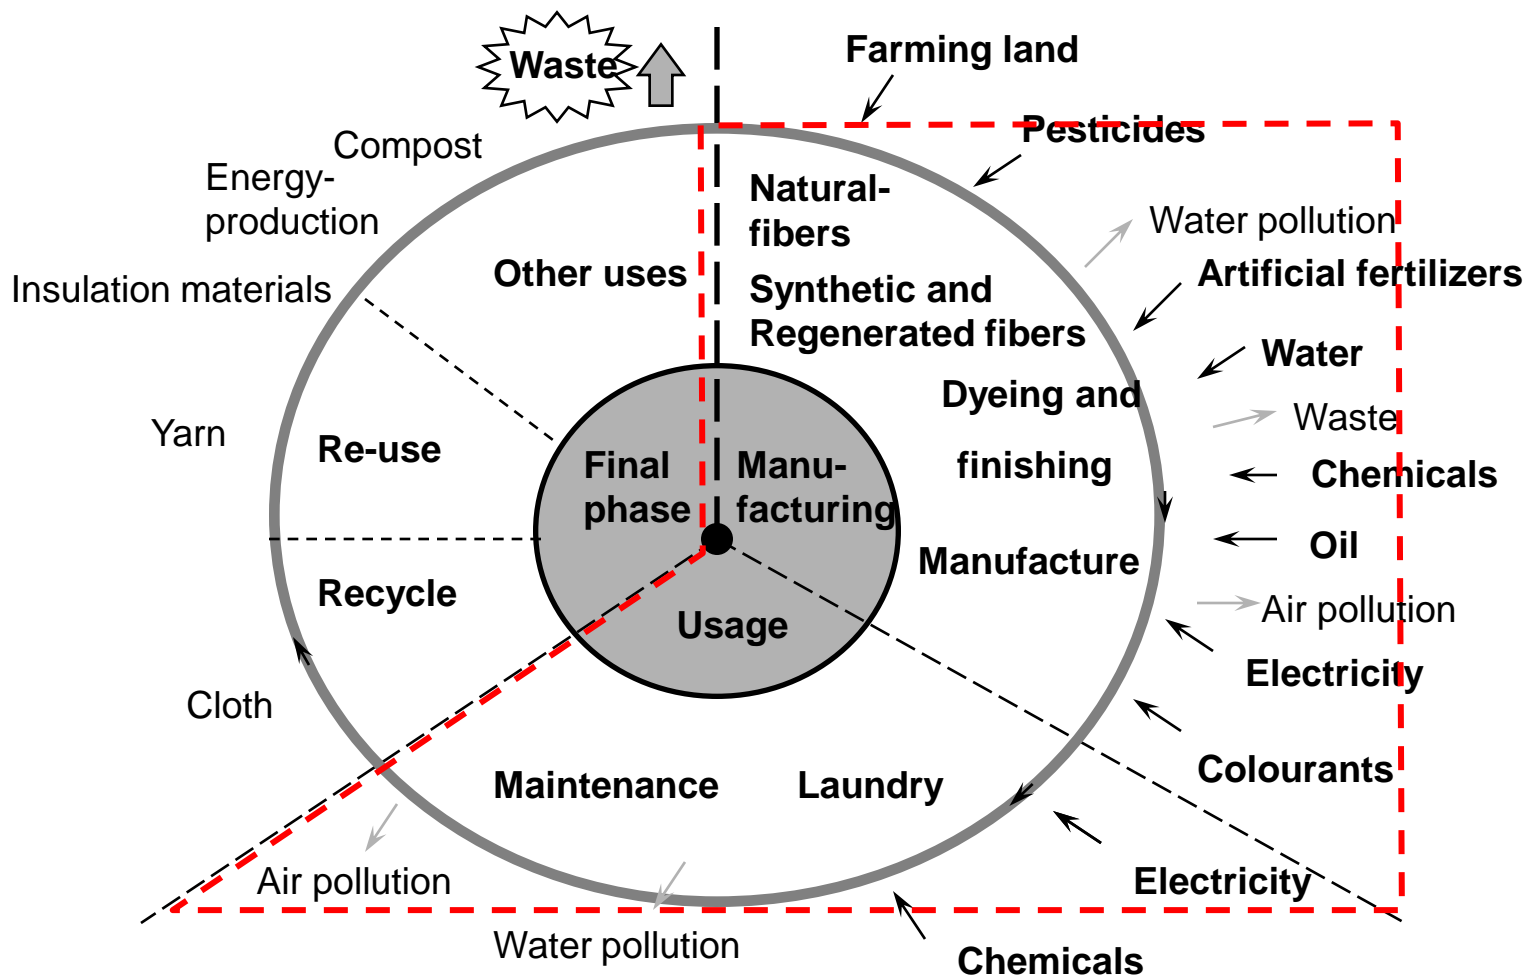 Waste
Farming land
Pesticides
Compost
Energy-
production
Natural-
fibers
Water pollution
Other uses
Artificial fertilizers
Insulation materials
Synthetic and
Regenerated fibers
Water
Dyeing and
Waste
Yarn
Re-use
Final
phase
Manu-
facturing
finishing
Chemicals
Oil
Manufacture
Recycle
Air pollution
Usage
Electricity
Cloth
Colourants
Maintenance
Laundry
Air pollution
Electricity
Water pollution
Chemicals